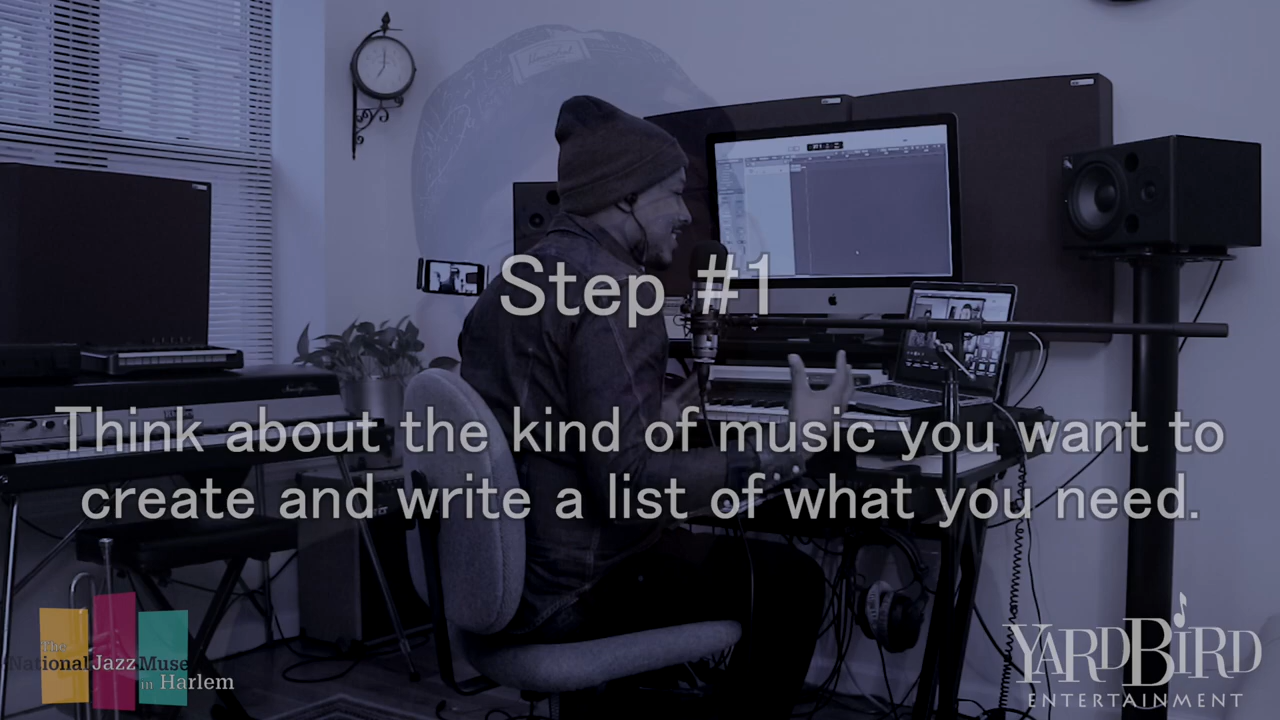 Step #1
Think about the kind of music you want to
create and write a list of what you need.
The
National Jazz Muse
in Harlem
YARDBIRD
ENTERTAINMENT